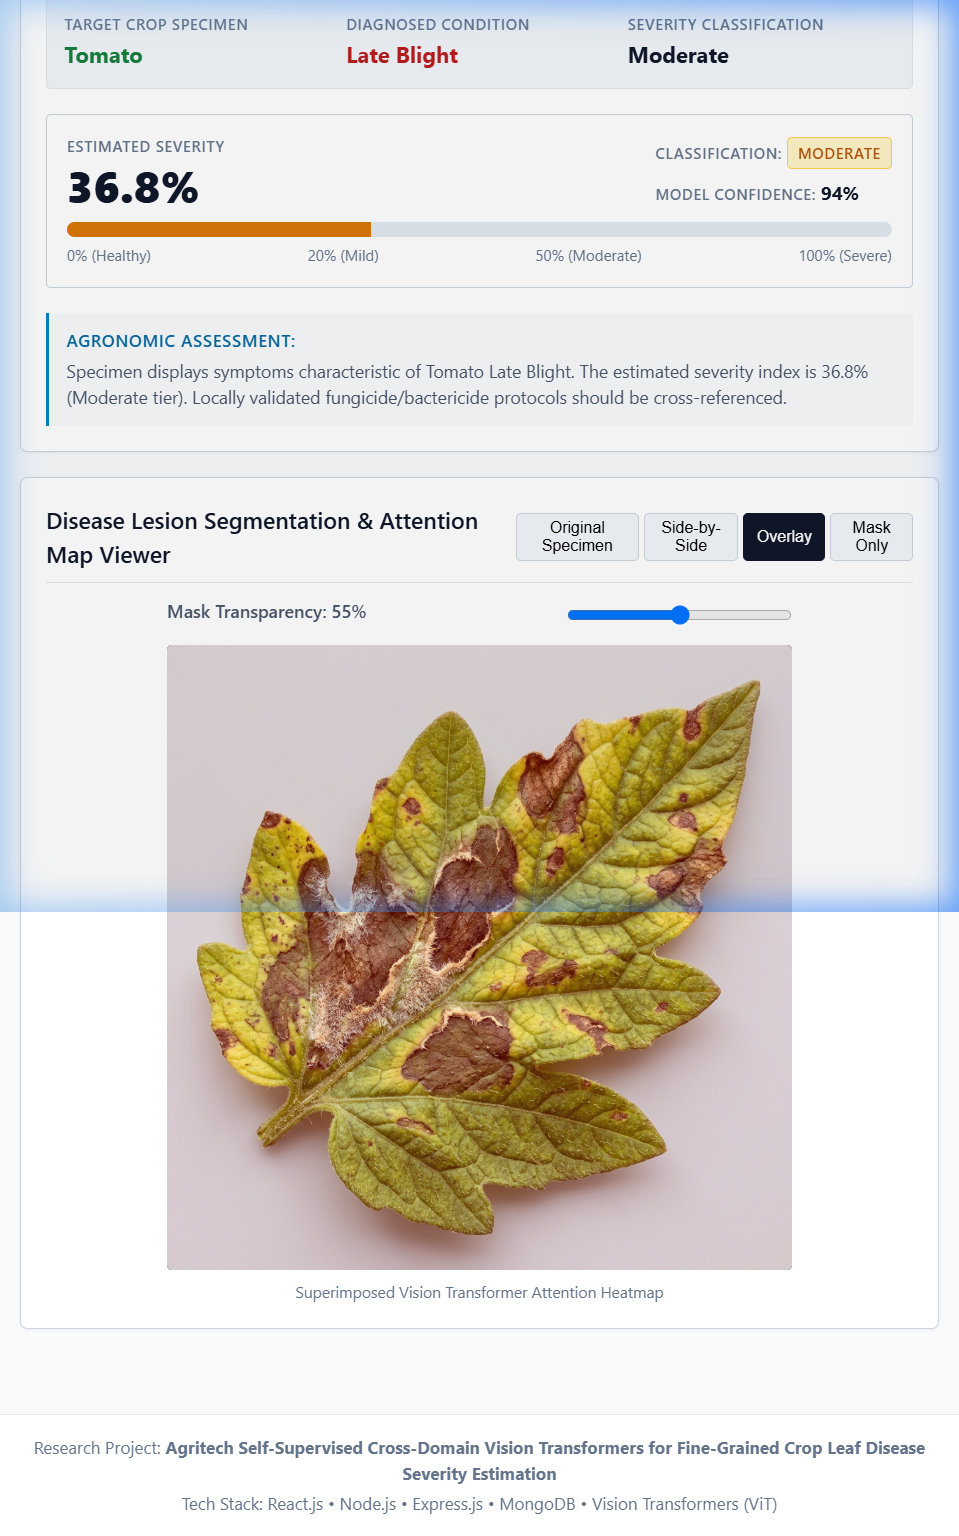 TARGET CROP SPECIMEN
Tomato
DIAGNOSED CONDITION
Late Blight
SEVERITY CLASSIFICATION
Moderate
ESTIMATED SEVERITY
36.8%
CLASSIFICATION: MODERATE
MODEL CONFIDENCE: 94%
0% (Healthy)
20% (Mild)
50% (Moderate)
100% (Severe)
AGRONOMIC ASSESSMENT:
Specimen displays symptoms characteristic of Tomato Late Blight. The estimated severity index is 36.8%
(Moderate tier). Locally validated fungicide/bactericide protocols should be cross-referenced.
Disease Lesion Segmentation & Attention
Map Viewer
Original
Specimen
Side-by-
Side
Overlay
Mask
Only
Mask Transparency: 55%
Superimposed Vision Transformer Attention Heatmap
Research Project: Agritech Self-Supervised Cross-Domain Vision Transformers for Fine-Grained Crop Leaf Disease
Severity Estimation
Tech Stack: React.js • Node.js • Express.js • MongoDB • Vision Transformers (ViT)